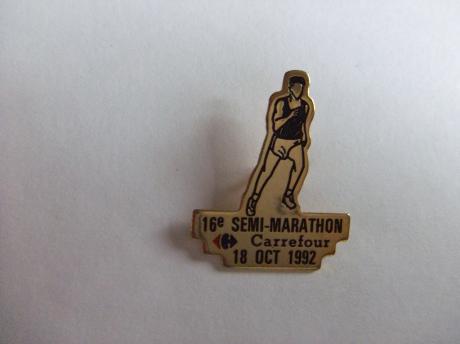 16e SEMI-MARATHON
Carrefour
18 OCT 1992